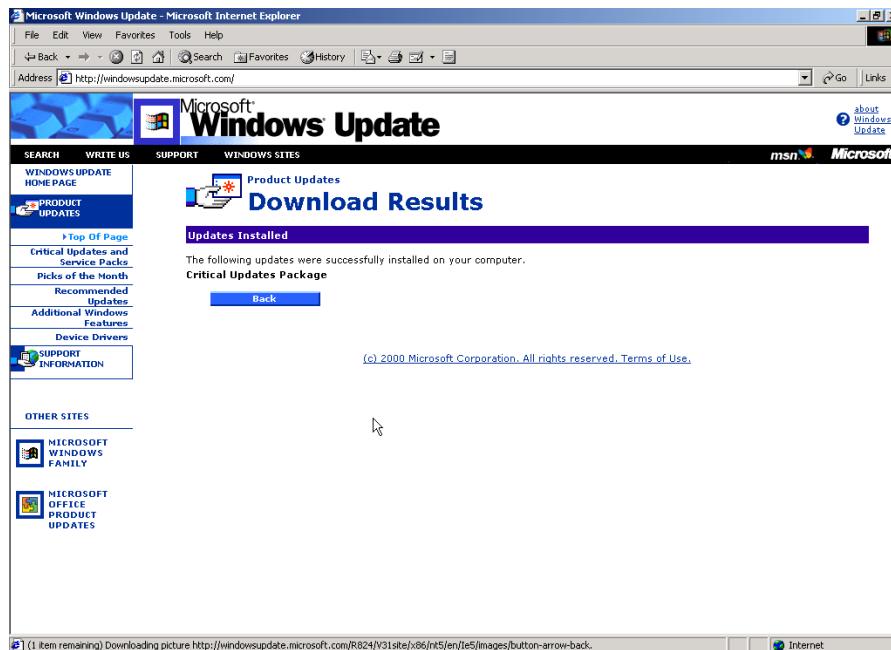 Microsoft Windows Update - Microsoft Internet Explorer
File Edit View Favorites Tools Help
Back Search Favorites History
Address http://windowsupdate.microsoft.com/ Go Links
Microsoft
Windows Update
about
Windows
Update
SEARCH WRITE US SUPPORT WINDOWS SITES msn Microsoft
WINDOWS UPDATE
HOME PAGE
PRODUCT
UPDATES
Top Of Page
Critical Updates and
Service Packs
Picks of the Month
Recommended
Updates
Additional Windows
Features
Device Drivers
SUPPORT
INFORMATION
OTHER SITES
MICROSOFT
WINDOWS
FAMILY
MICROSOFT
OFFICE
PRODUCT
UPDATES
Product Updates
Download Results
Updates Installed
The following updates were successfully installed on your computer.
Critical Updates Package
Back
(c) 2000 Microsoft Corporation. All rights reserved. Terms of Use.
(1 item remaining) Downloading picture http://windowsupdate.microsoft.com/R824/V31site/x86/nt5/en/Ie5/images/button-arrow-back. Internet